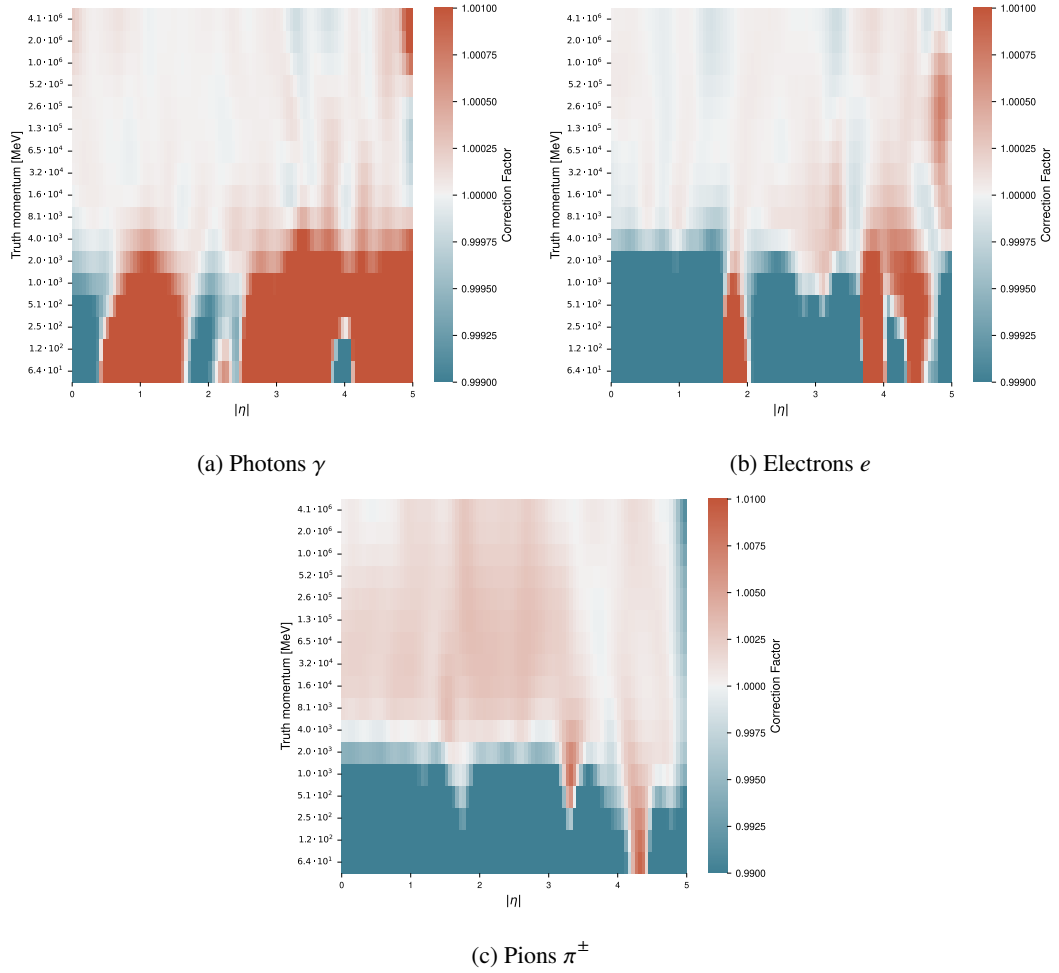 4.1 · 10⁶
2.0 · 10⁶
1.0 · 10⁶
5.2 · 10⁵
2.6 · 10⁵
1.3 · 10⁵
6.5 · 10⁴
3.2 · 10⁴
1.6 · 10⁴
8.1 · 10³
4.0 · 10³
2.0 · 10³
1.0 · 10³
5.1 · 10²
2.5 · 10²
1.2 · 10²
6.4 · 10¹
Truth momentum [MeV]
0 1 2 3 4 5
|η|
1.00100
1.00075
1.00050
1.00025
1.00000
0.99975
0.99950
0.99925
0.99900
Correction Factor
(a) Photons γ
4.1 · 10⁶
2.0 · 10⁶
1.0 · 10⁶
5.2 · 10⁵
2.6 · 10⁵
1.3 · 10⁵
6.5 · 10⁴
3.2 · 10⁴
1.6 · 10⁴
8.1 · 10³
4.0 · 10³
2.0 · 10³
1.0 · 10³
5.1 · 10²
2.5 · 10²
1.2 · 10²
6.4 · 10¹
Truth momentum [MeV]
0 1 2 3 4 5
|η|
1.00100
1.00075
1.00050
1.00025
1.00000
0.99975
0.99950
0.99925
0.99900
Correction Factor
(b) Electrons e
4.1 · 10⁶
2.0 · 10⁶
1.0 · 10⁶
5.2 · 10⁵
2.6 · 10⁵
1.3 · 10⁵
6.5 · 10⁴
3.2 · 10⁴
1.6 · 10⁴
8.1 · 10³
4.0 · 10³
2.0 · 10³
1.0 · 10³
5.1 · 10²
2.5 · 10²
1.2 · 10²
6.4 · 10¹
Truth momentum [MeV]
0 1 2 3 4 5
|η|
1.0100
1.0075
1.0050
1.0025
1.0000
0.9975
0.9950
0.9925
0.9900
Correction Factor
(c) Pions π±